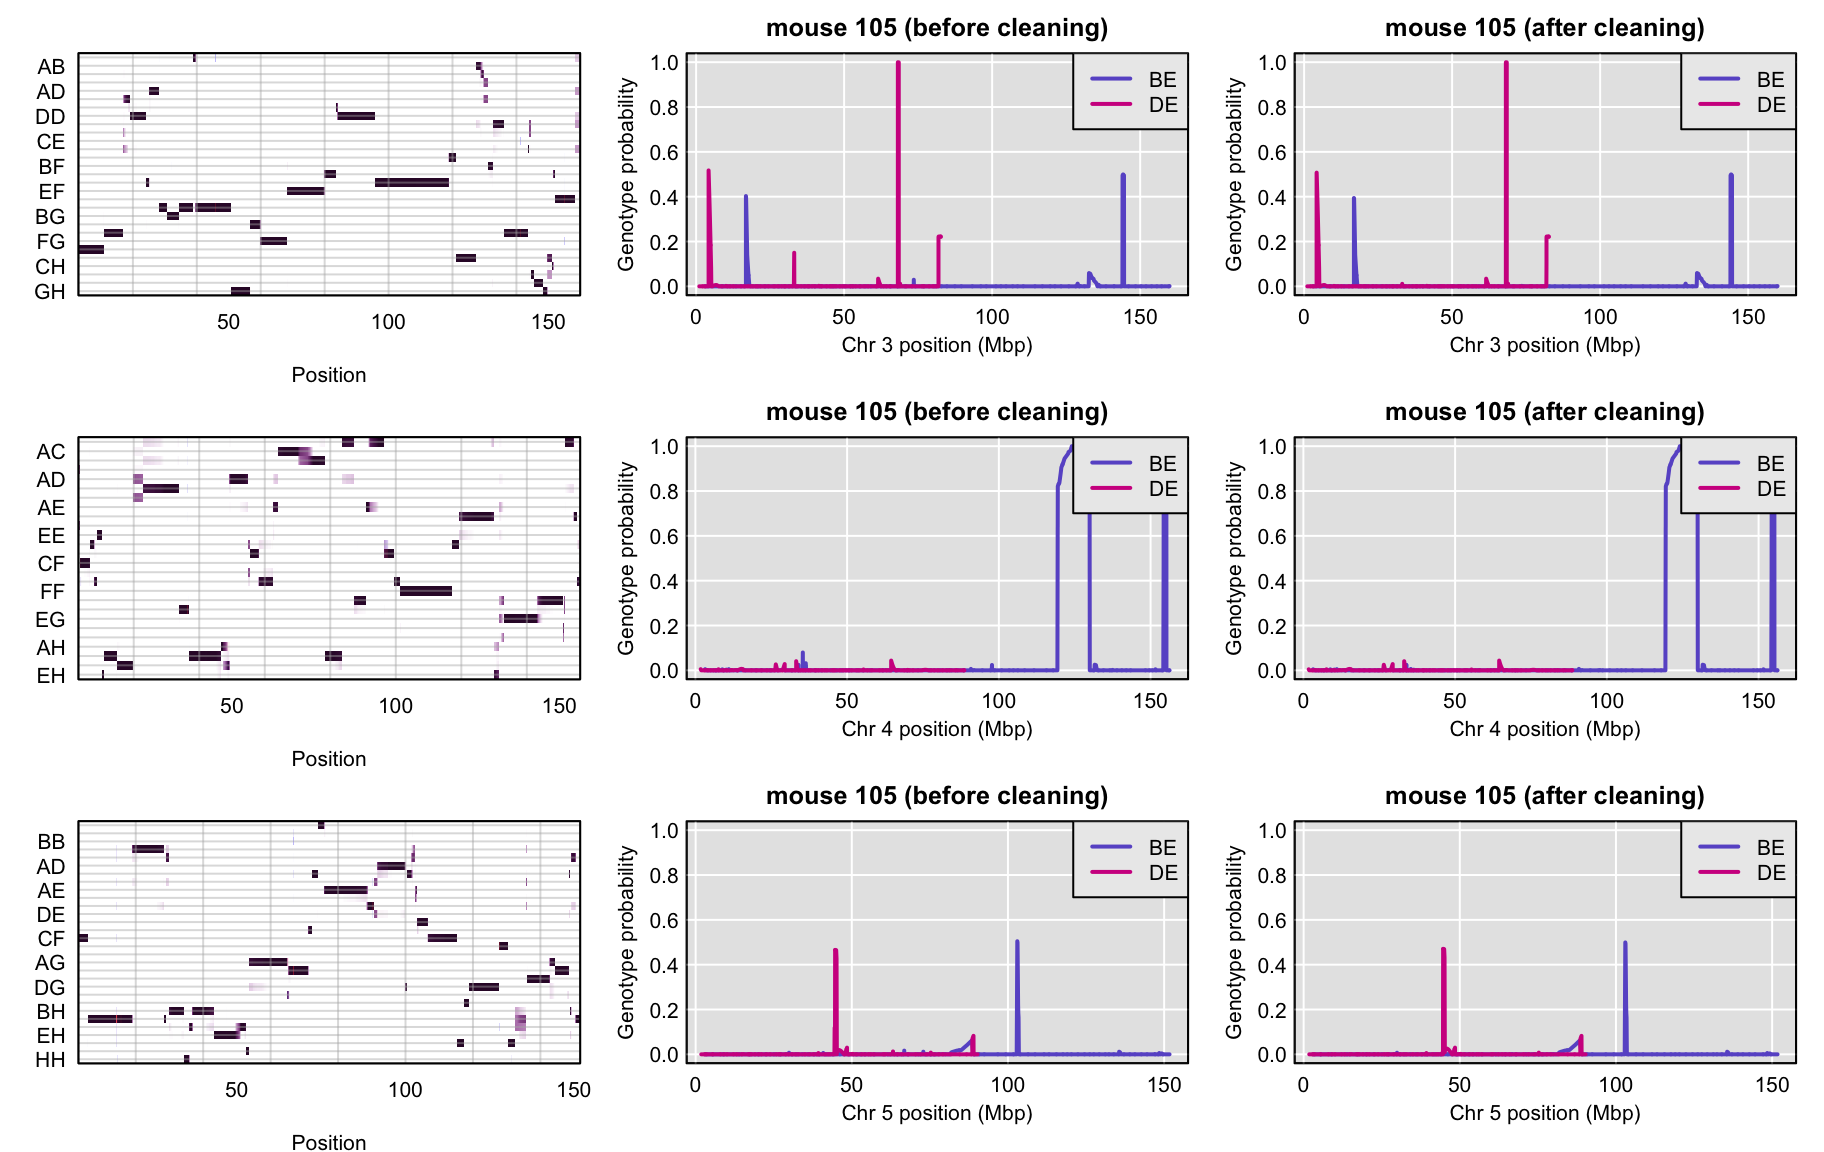 AB
AD
DD
CE
BF
EF
BG
FG
CH
GH
50 100 150
Position
mouse 105 (before cleaning)
Genotype probability
1.0
0.8
0.6
0.4
0.2
0.0
BE
DE
0 50 100 150
Chr 3 position (Mbp)
mouse 105 (after cleaning)
Genotype probability
1.0
0.8
0.6
0.4
0.2
0.0
BE
DE
0 50 100 150
Chr 3 position (Mbp)
AC
AD
AE
EE
CF
FF
EG
AH
EH
50 100 150
Position
mouse 105 (before cleaning)
Genotype probability
1.0
0.8
0.6
0.4
0.2
0.0
BE
DE
0 50 100 150
Chr 4 position (Mbp)
mouse 105 (after cleaning)
Genotype probability
1.0
0.8
0.6
0.4
0.2
0.0
BE
DE
0 50 100 150
Chr 4 position (Mbp)
BB
AD
AE
DE
CF
AG
DG
BH
EH
HH
50 100 150
Position
mouse 105 (before cleaning)
Genotype probability
1.0
0.8
0.6
0.4
0.2
0.0
BE
DE
0 50 100 150
Chr 5 position (Mbp)
mouse 105 (after cleaning)
Genotype probability
1.0
0.8
0.6
0.4
0.2
0.0
BE
DE
0 50 100 150
Chr 5 position (Mbp)